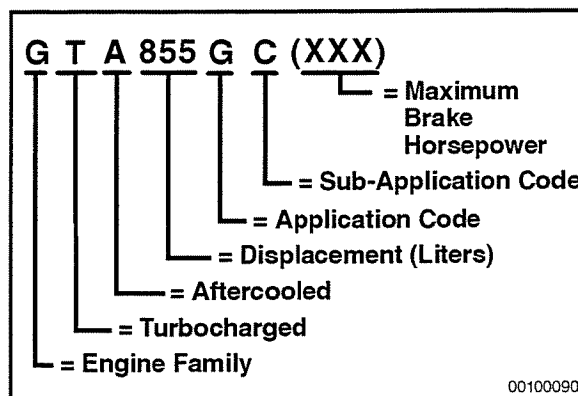 G T A 855 G C (XXX)
= Maximum
Brake
Horsepower
= Sub-Application Code
= Application Code
= Displacement (Liters)
= Aftercooled
= Turbocharged
= Engine Family
00100090